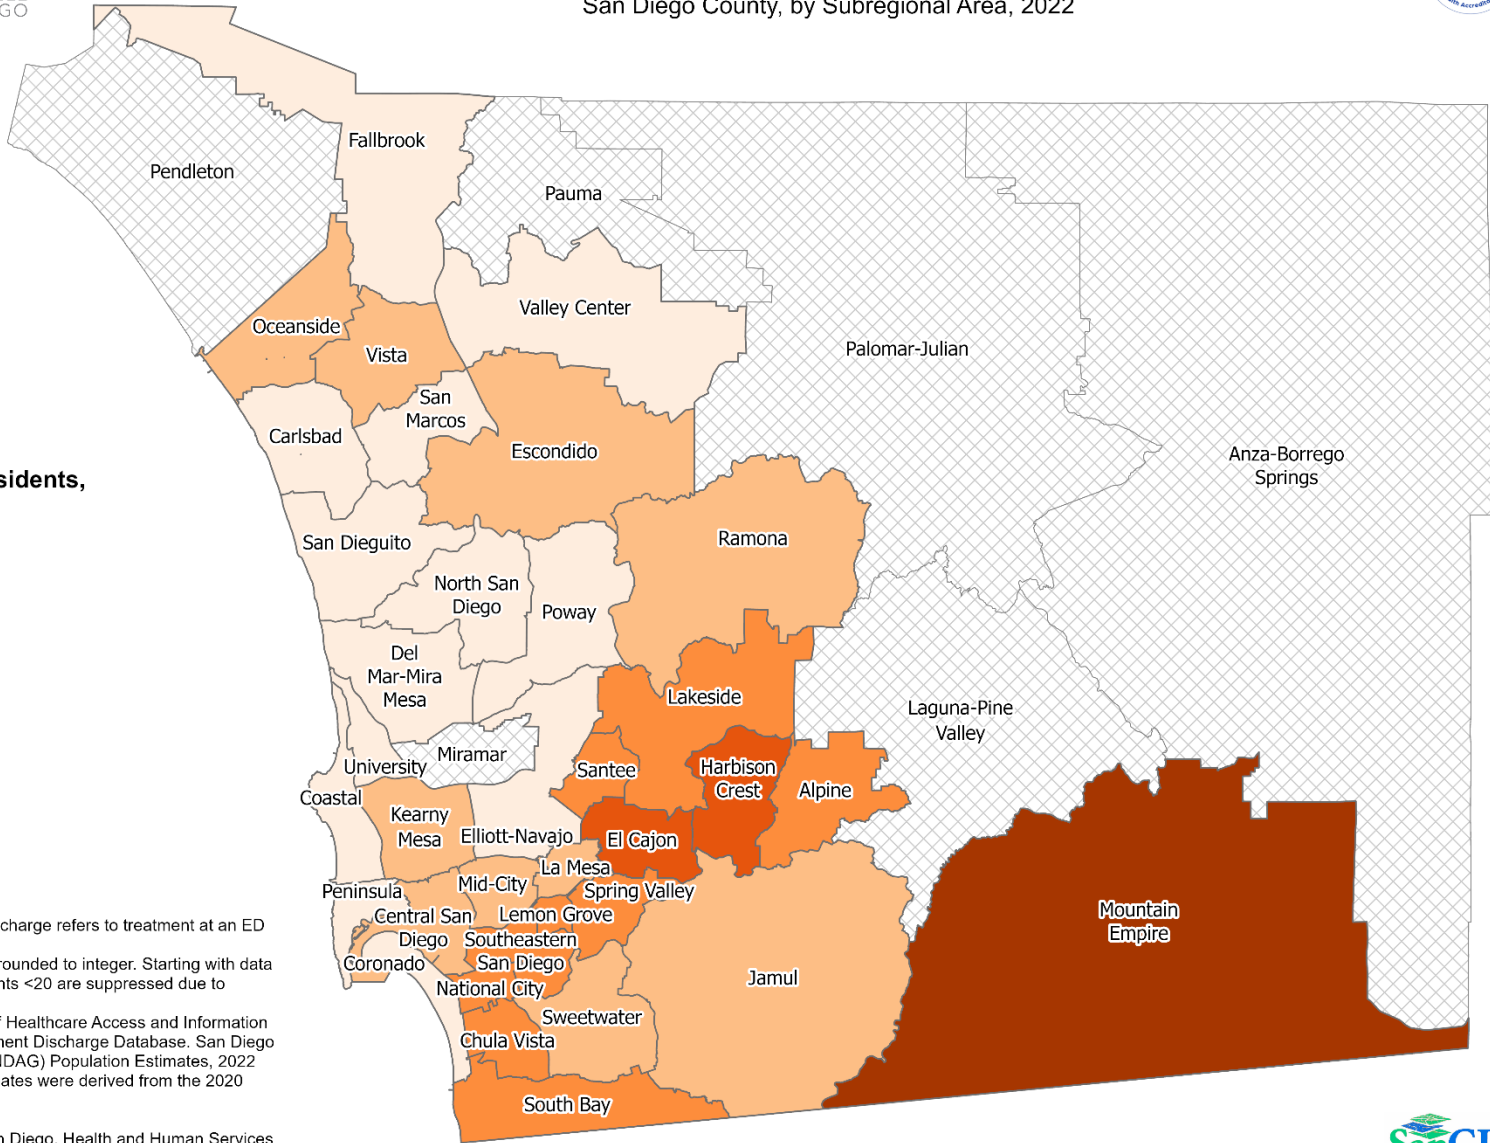 GO
San Diego County, by Subregional Area, 2022
Fallbrook
Pendleton
Pauma
Valley Center
Oceanside
Vista
Palomar-Julian
San
Marcos
Carlsbad
Escondido
Anza-Borrego
Springs
sidents,
San Dieguito
Ramona
North San
Diego
Poway
Del
Mar-Mira
Mesa
Lakeside
Laguna-Pine
Valley
Miramar
University
Santee
Harbison
Crest
Alpine
Coastal
Kearny
Mesa
Elliott-Navajo
El Cajon
La Mesa
Peninsula
Mid-City
Spring Valley
Central San
Diego
Lemon Grove
Mountain
Empire
Southeastern
San Diego
Coronado
National City
Jamul
Sweetwater
Chula Vista
South Bay
charge refers to treatment at an ED
rounded to integer. Starting with data
nts <20 are suppressed due to
f Healthcare Access and Information
nent Discharge Database. San Diego
NDAG) Population Estimates, 2022
ates were derived from the 2020
n Diego, Health and Human Services
SanGI